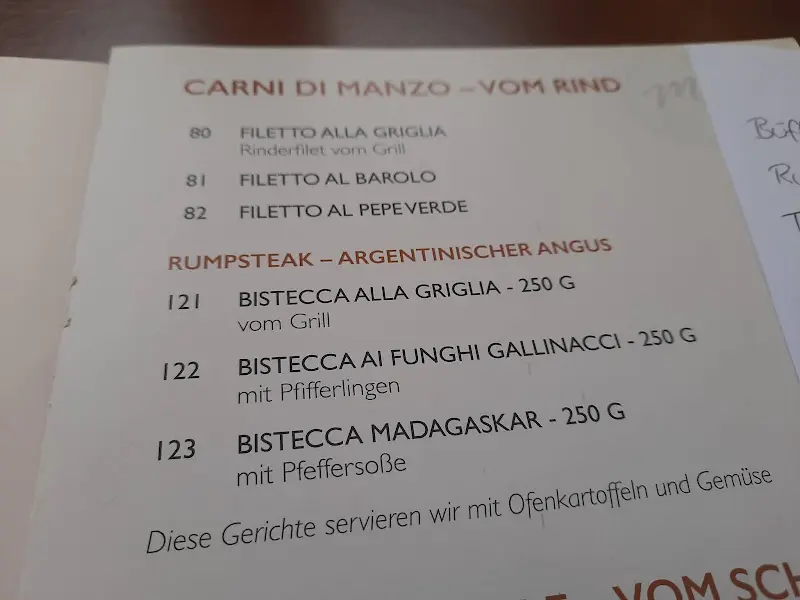 CARNI DI MANZO – VOM RIND
80 FILETTO ALLA GRIGLIA
Rinderfilet vom Grill
81 FILETTO AL BAROLO
82 FILETTO AL PEPE VERDE
RUMPSTEAK – ARGENTINISCHER ANGUS
121 BISTECCA ALLA GRIGLIA - 250 G
vom Grill
122 BISTECCA AI FUNGHI GALLINACCI - 250 G
mit Pfifferlingen
123 BISTECCA MADAGASKAR - 250 G
mit Pfeffersoße
Diese Gerichte servieren wir mit Ofenkartoffeln und Gemüse
VOM SCH